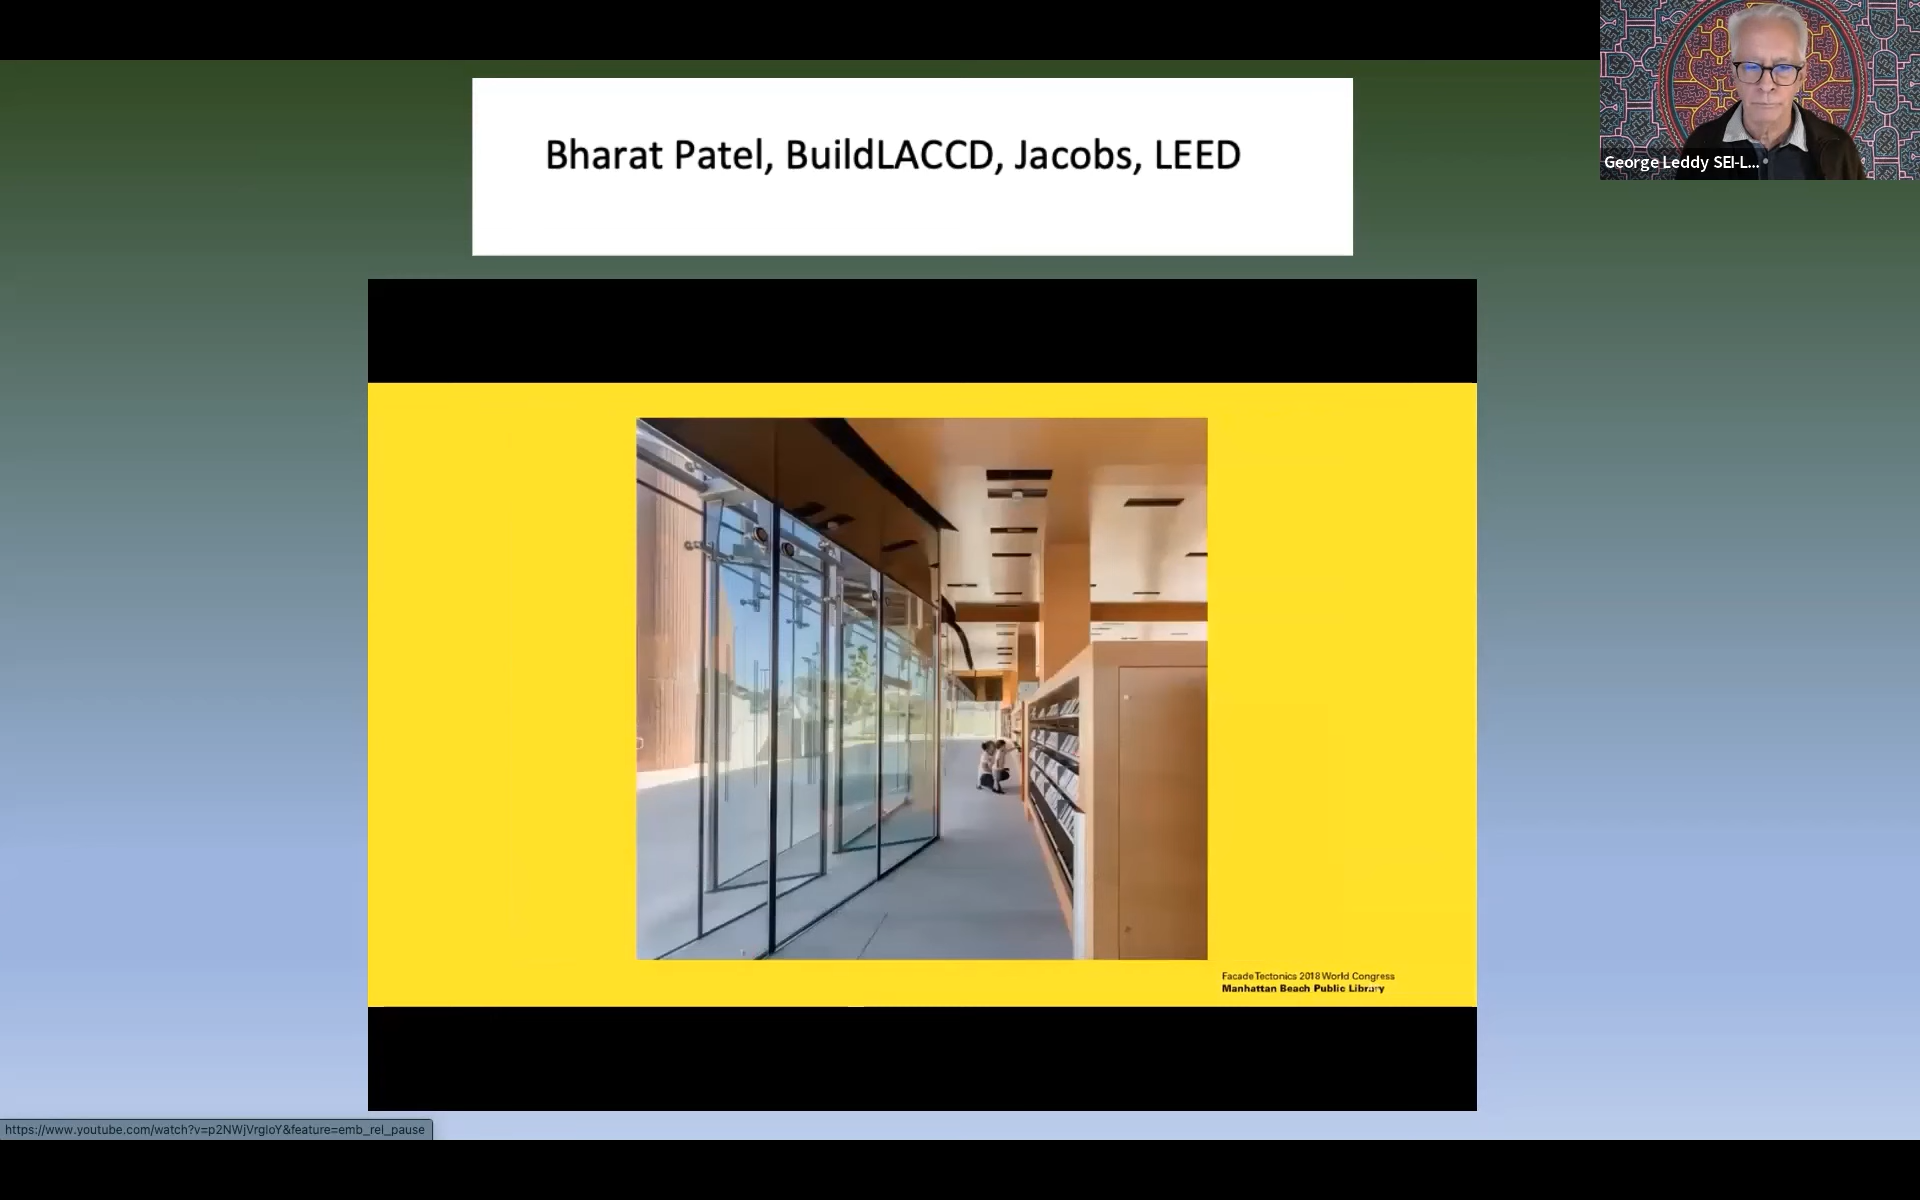 Bharat Patel, BuildLACCD, Jacobs, LEED
George Leddy SEI-L...
Facade Tectonics 2018 World Congress
Manhattan Beach Public Library
https://www.youtube.com/watch?v=p2NWjVrgloY&feature=emb_rel_pause